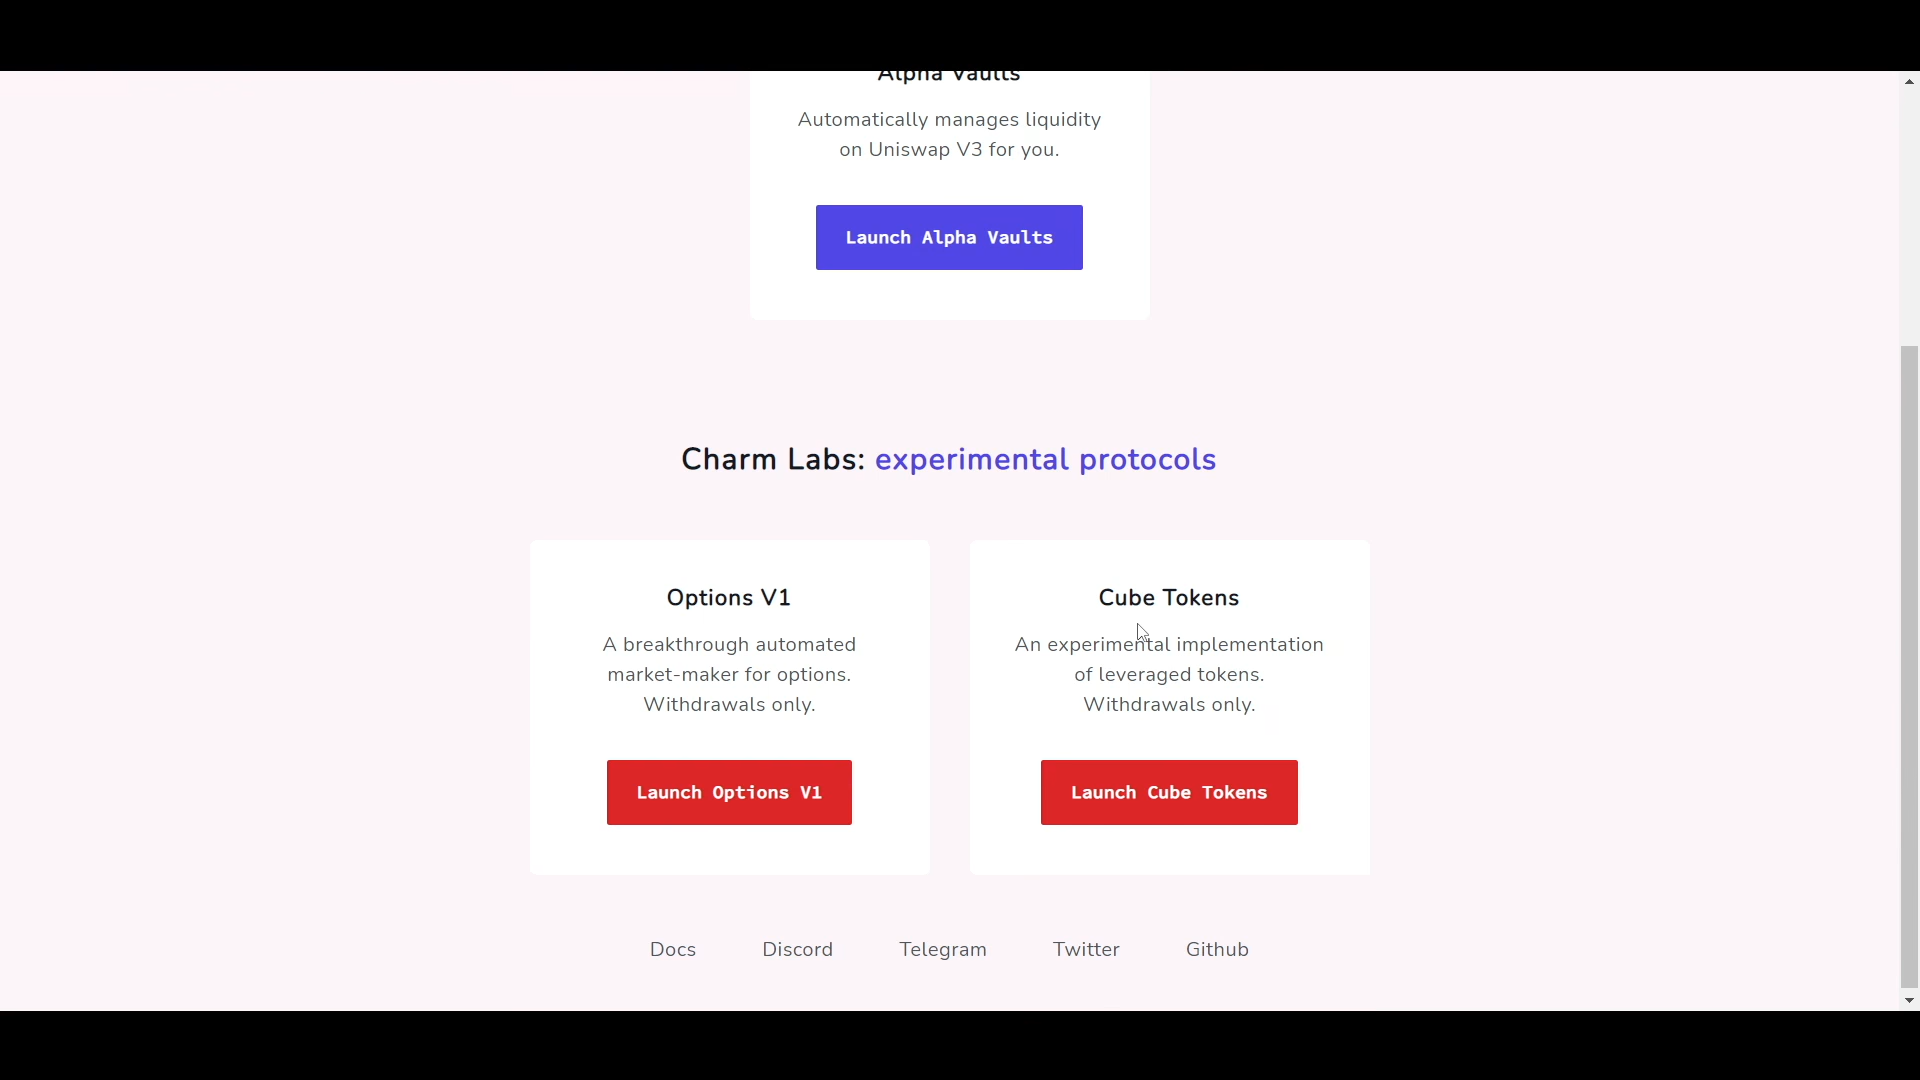 Alpha Vaults
Automatically manages liquidity
on Uniswap V3 for you.
Launch Alpha Vaults
Charm Labs: experimental protocols
Options V1
A breakthrough automated
market-maker for options.
Withdrawals only.
Launch Options V1
Cube Tokens
An experimental implementation
of leveraged tokens.
Withdrawals only.
Launch Cube Tokens
Docs Discord Telegram Twitter Github